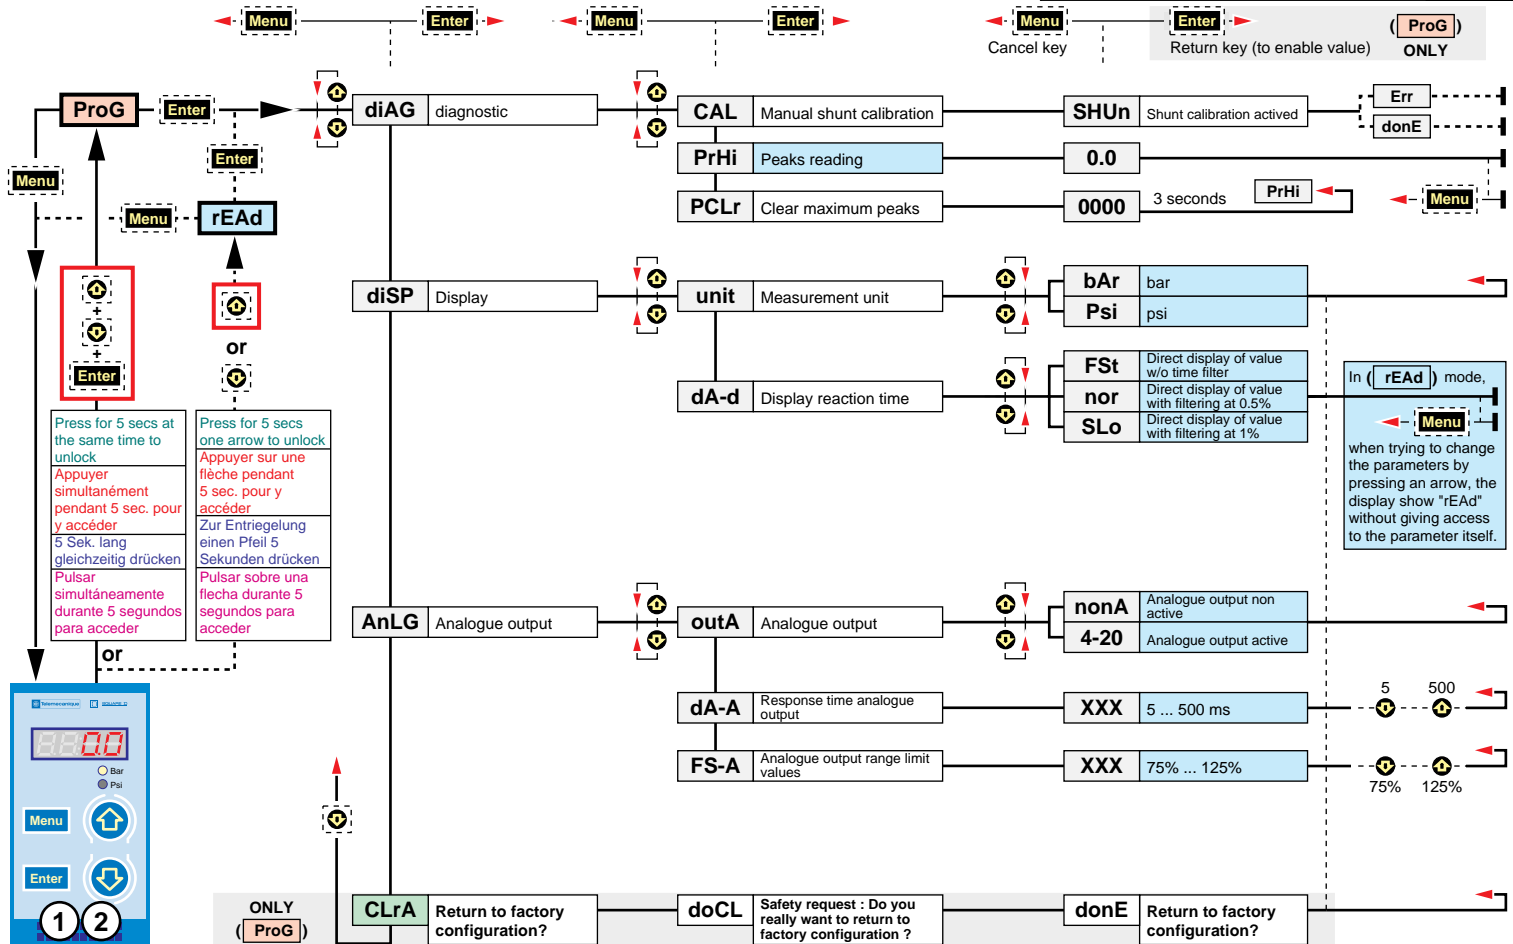 Menu
Enter
Menu
Enter
Menu
Enter
Cancel key
Return key (to enable value)
( ProG )
ONLY
ProG
Enter
diAG
diagnostic
CAL
Manual shunt calibration
SHUn
Shunt calibration actived
Err
donE
Enter
PrHi
Peaks reading
0.0
Menu
Menu
rEAd
PCLr
Clear maximum peaks
0000
3 seconds
PrHi
Menu
diSP
Display
unit
Measurement unit
bAr
bar
Psi
psi
+
+
Enter
or
dA-d
Display reaction time
FSt
Direct display of value
w/o time filter
nor
Direct display of value
with filtering at 0.5%
SLo
Direct display of value
with filtering at 1%
In ( rEAd ) mode,
Menu
when trying to change
the parameters by
pressing an arrow, the
display show "rEAd"
without giving access
to the parameter itself.
Press for 5 secs at
the same time to
unlock
Appuyer
simultanément
pendant 5 sec. pour
y accéder
5 Sek. lang
gleichzeitig drücken
Pulsar
simultáneamente
durante 5 segundos
para acceder
Press for 5 secs
one arrow to unlock
Appuyer sur une
flèche pendant
5 sec. pour y
accéder
Zur Entriegelung
einen Pfeil 5
Sekunden drücken
Pulsar sobre una
flecha durante 5
segundos para
acceder
or
AnLG
Analogue output
outA
Analogue output
nonA
Analogue output non
active
4-20
Analogue output active
dA-A
Response time analogue
output
XXX
5 ... 500 ms
5
500
FS-A
Analogue output range limit
values
XXX
75% ... 125%
75%
125%
Telemecanique
SQUARE D
0.0
Bar
Psi
Menu
Enter
1
2
ONLY
( ProG )
CLrA
Return to factory
configuration?
doCL
Safety request : Do you
really want to return to
factory configuration ?
donE
Return to factory
configuration?